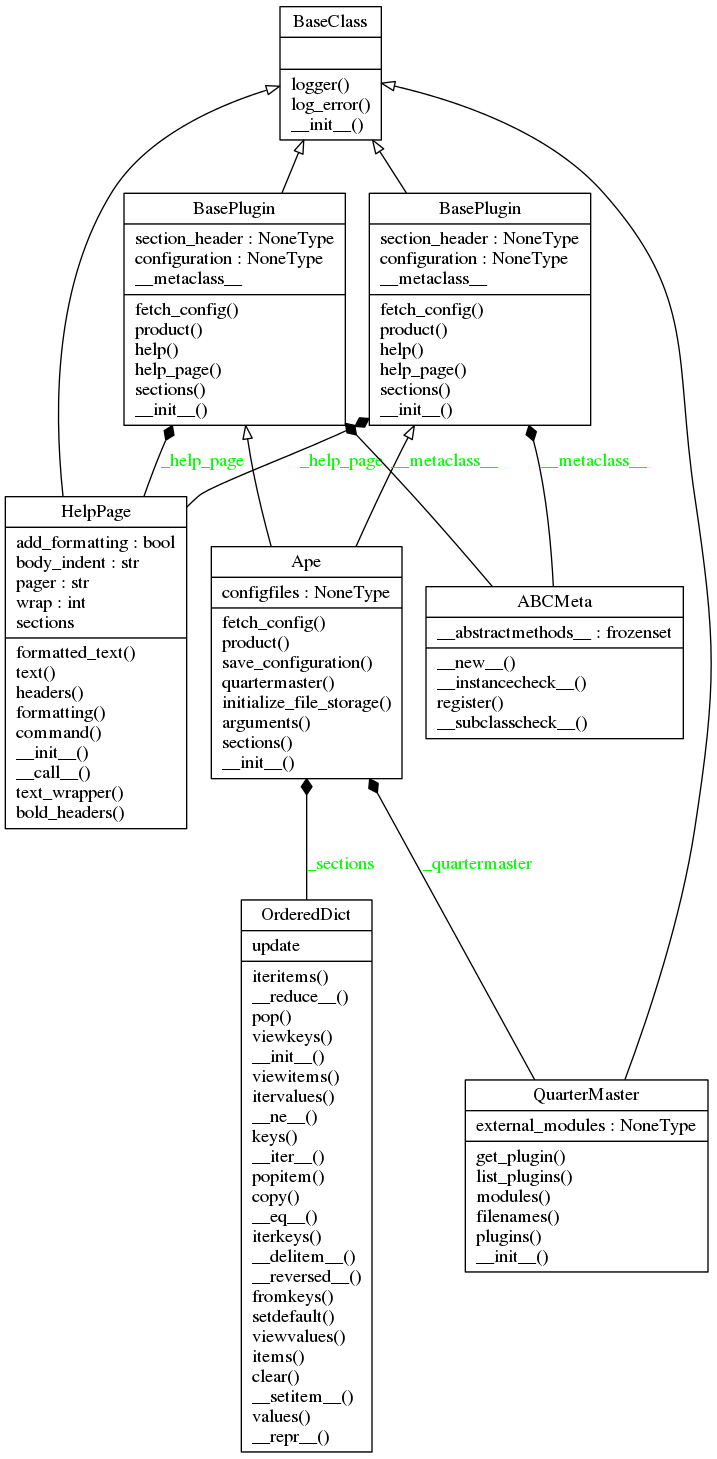 BaseClass
logger()
log_error()
__init__()
BasePlugin
section_header : NoneType
configuration : NoneType
__metaclass__
fetch_config()
product()
help()
help_page()
sections()
__init__()
BasePlugin
section_header : NoneType
configuration : NoneType
__metaclass__
fetch_config()
product()
help()
help_page()
sections()
__init__()
_help_page
_help_page
__metaclass__
__metaclass__
HelpPage
add_formatting : bool
body_indent : str
pager : str
wrap : int
sections
formatted_text()
text()
headers()
formatting()
command()
__init__()
__call__()
text_wrapper()
bold_headers()
Ape
configfiles : NoneType
fetch_config()
product()
save_configuration()
quartermaster()
initialize_file_storage()
arguments()
sections()
__init__()
ABCMeta
__abstractmethods__ : frozenset
__new__()
__instancecheck__()
register()
__subclasscheck__()
_sections
_quartermaster
OrderedDict
update
iteritems()
__reduce__()
pop()
viewkeys()
__init__()
viewitems()
itervalues()
__ne__()
keys()
__iter__()
popitem()
copy()
__eq__()
iterkeys()
__delitem__()
__reversed__()
fromkeys()
setdefault()
viewvalues()
items()
clear()
__setitem__()
values()
__repr__()
QuarterMaster
external_modules : NoneType
get_plugin()
list_plugins()
modules()
filenames()
plugins()
__init__()